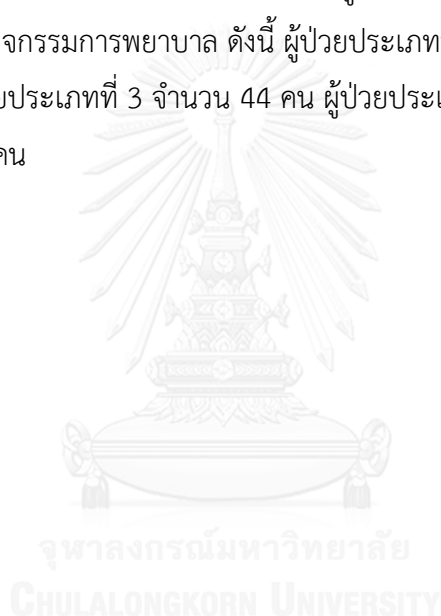 จกรรมการพยาบาล ดังนี้ ผู้ป่วยประเภท
ยประเภทที่ 3 จำนวน 44 คน ผู้ป่วยประเ
คน
จุฬาลงกรณ์มหาวิทยาลัย
CHULALONGKORN UNIVERSITY